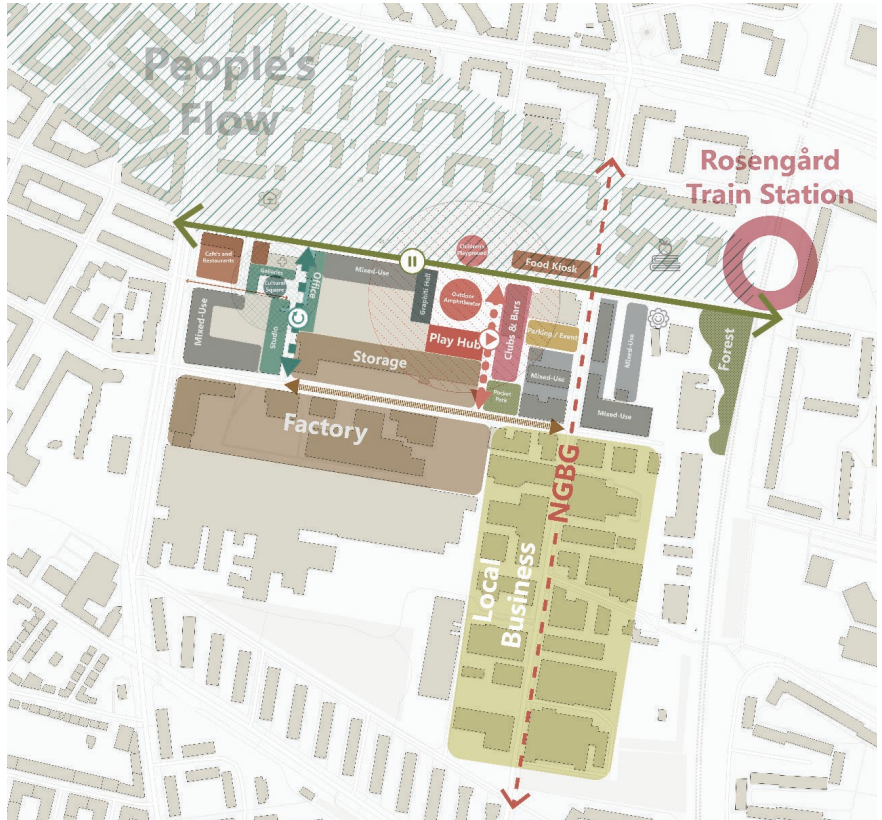 People's
Flow
Rosengård
Train Station
Cafe's and
Restaurants
Galleries
Cultural
Square
Office
Mixed-Use
Graphiti Hall
Children's
Playground
Food Kiosk
Outdoor
Amphitheater
Clubs & Bars
Parking / Event
Mixed-Use
Mixed-Use
Studio
Play Hub
Storage
Mixed-Use
Pocket
Park
Mixed-Use
Forest
Factory
NGBG
Local
Business